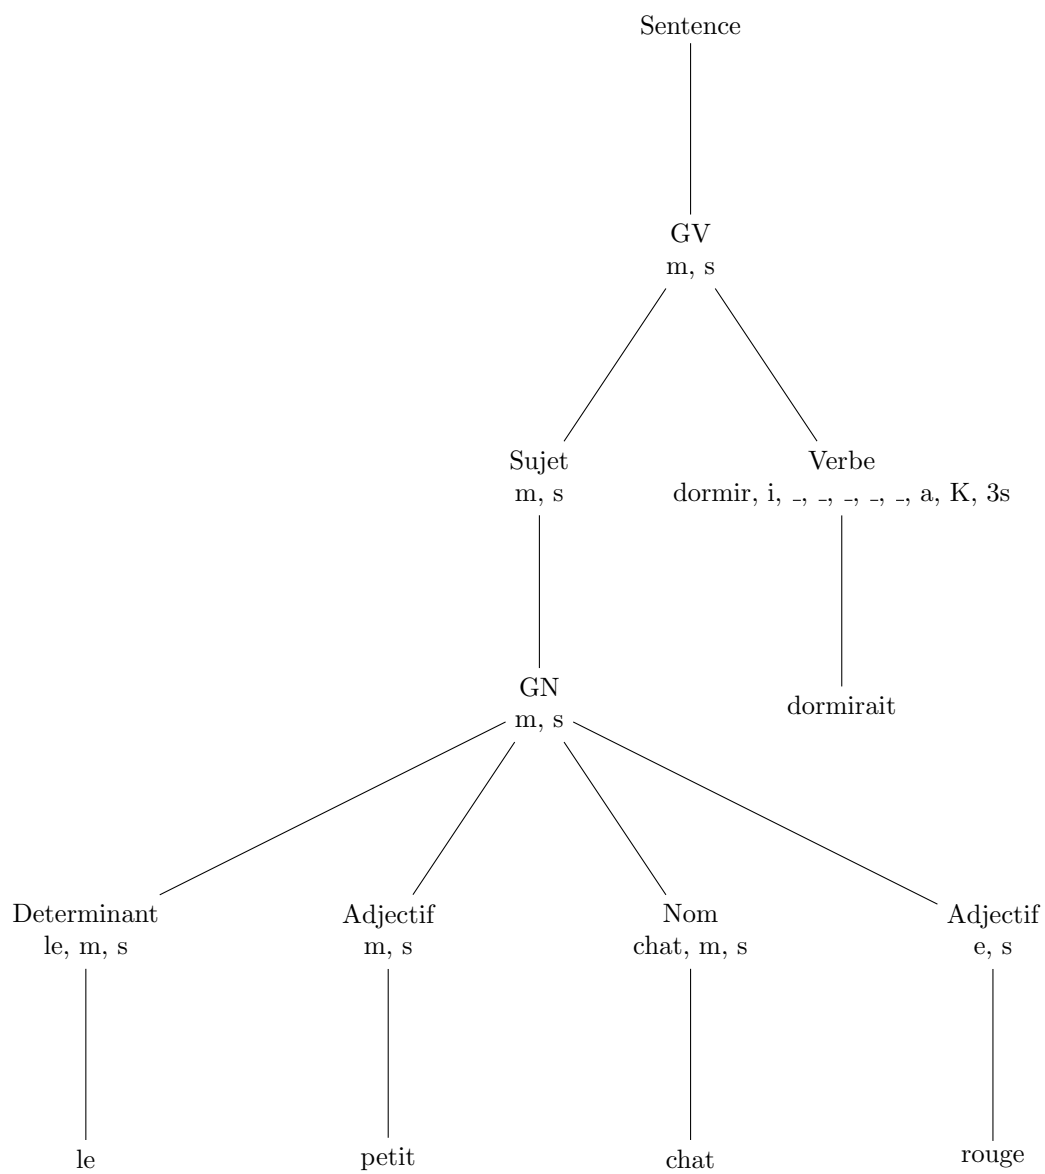 Sentence
GV
m, s
Sujet
m, s
Verbe
dormir, i, _, _, _, _, _, a, K, 3s
GN
m, s
dormirait
Determinant
le, m, s
Adjectif
m, s
Nom
chat, m, s
Adjectif
e, s
le
petit
chat
rouge